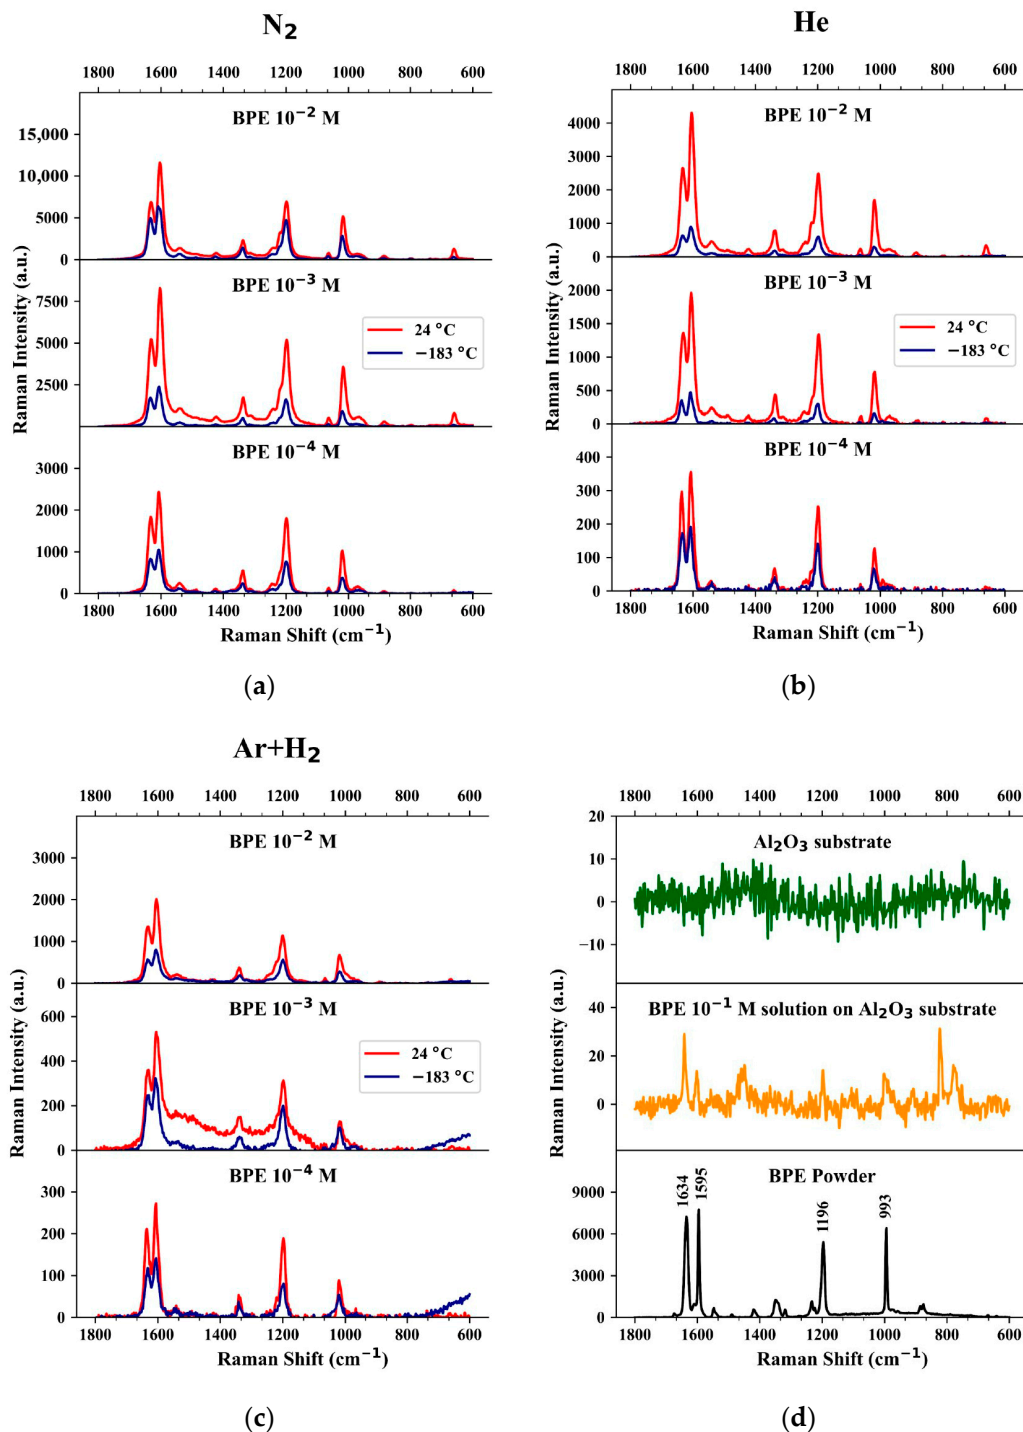 N₂
1800 1600 1400 1200 1000 800 600
BPE 10⁻² M
15,000
10,000
5000
0
BPE 10⁻³ M
7500
5000
2500
24 °C
−183 °C
BPE 10⁻⁴ M
3000
2000
1000
0
Raman Intensity (a.u.)
1800 1600 1400 1200 1000 800 600
Raman Shift (cm⁻¹)
(a)
He
1800 1600 1400 1200 1000 800 600
BPE 10⁻² M
4000
3000
2000
1000
0
BPE 10⁻³ M
2000
1500
1000
500
0
24 °C
−183 °C
BPE 10⁻⁴ M
400
300
200
100
0
Raman Intensity (a.u.)
1800 1600 1400 1200 1000 800 600
Raman Shift (cm⁻¹)
(b)
Ar+H₂
1800 1600 1400 1200 1000 800 600
BPE 10⁻² M
3000
2000
1000
0
BPE 10⁻³ M
600
400
200
0
24 °C
−183 °C
BPE 10⁻⁴ M
300
200
100
0
Raman Intensity (a.u.)
1800 1600 1400 1200 1000 800 600
Raman Shift (cm⁻¹)
(c)
1800 1600 1400 1200 1000 800 600
20
Al₂O₃ substrate
10
0
−10
BPE 10⁻¹ M solution on Al₂O₃ substrate
40
20
0
BPE Powder
1634
1595
1196
993
9000
6000
3000
0
Raman Intensity (a.u.)
1800 1600 1400 1200 1000 800 600
Raman Shift (cm⁻¹)
(d)